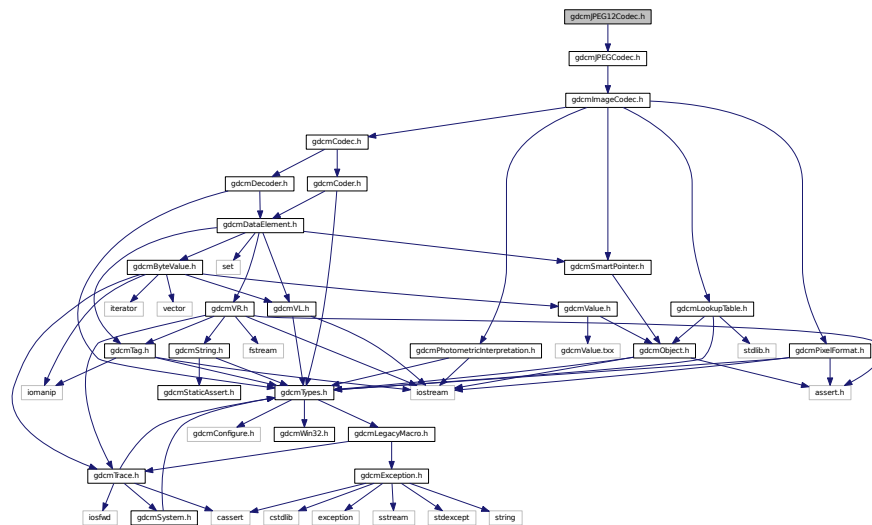 gdcmJPEG12Codec.h
gdcmJPEGCodec.h
gdcmImageCodec.h
gdcmCodec.h
gdcmDecoder.h
gdcmCoder.h
gdcmDataElement.h
gdcmByteValue.h
set
gdcmSmartPointer.h
iterator
vector
gdcmVR.h
gdcmVL.h
gdcmValue.h
gdcmLookupTable.h
gdcmTag.h
gdcmString.h
fstream
gdcmPhotometricInterpretation.h
gdcmValue.txx
gdcmObject.h
stdlib.h
gdcmPixelFormat.h
iomanip
gdcmStaticAssert.h
gdcmTypes.h
iostream
assert.h
gdcmConfigure.h
gdcmWin32.h
gdcmLegacyMacro.h
gdcmTrace.h
gdcmException.h
iosfwd
gdcmSystem.h
cassert
cstdlib
exception
sstream
stdexcept
string